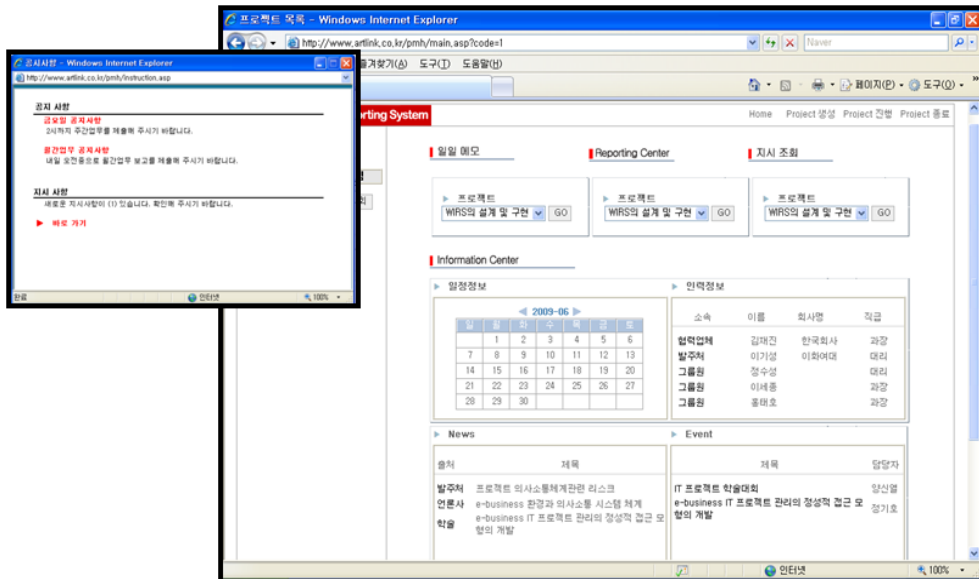 프로젝트 목록 - Windows Internet Explorer
http://www.artlink.co.kr/pmh/main.asp?code=1
Naver
즐겨찾기(A) 도구(T) 도움말(H)
페이지(P) 도구(O)
공지사항 - Windows Internet Explorer
http://www.artlink.co.kr/pmh/instruction.asp
공지 사항
금요일 공지사항
2시까지 주간업무를 제출해 주시기 바랍니다.
월간업무 공지사항
내일 오전중으로 월간업무 보고를 제출해 주시기 바랍니다.
지시 사항
새로운 지시사항이 (1) 있습니다. 확인해 주시기 바랍니다.
바로 가기
완료 인터넷 100%
rting System
Home Project 생성 Project 진행 Project 종료
일일 메모 Reporting Center 지시 조회
프로젝트 프로젝트 프로젝트
WIRS의 설계 및 구현 GO WIRS의 설계 및 구현 GO WIRS의 설계 및 구현 GO
Information Center
일정정보 인력정보
2009-06
일 월 화 수 목 금 토
1 2 3 4 5 6
7 8 9 10 11 12 13
14 15 16 17 18 19 20
21 22 23 24 25 26 27
28 29 30
소속 이름 회사명 직급
협력업체 김재진 한국회사 과장
발주처 이기성 이화여대 대리
그룹원 정수성 대리
그룹원 이세종 과장
그룹원 홍태호 과장
News Event
출처 제목
발주처 프로젝트 의사소통체계관련 리스크
언론사 e-business 환경과 의사소통 시스템 체계
학술 e-business IT 프로젝트 관리의 정성적 접근 모
형의 개발
제목 담당자
IT 프로젝트 학술대회 양신열
e-business IT 프로젝트 관리의 정성적 접근 모
형의 개발 정기호
인터넷 100%